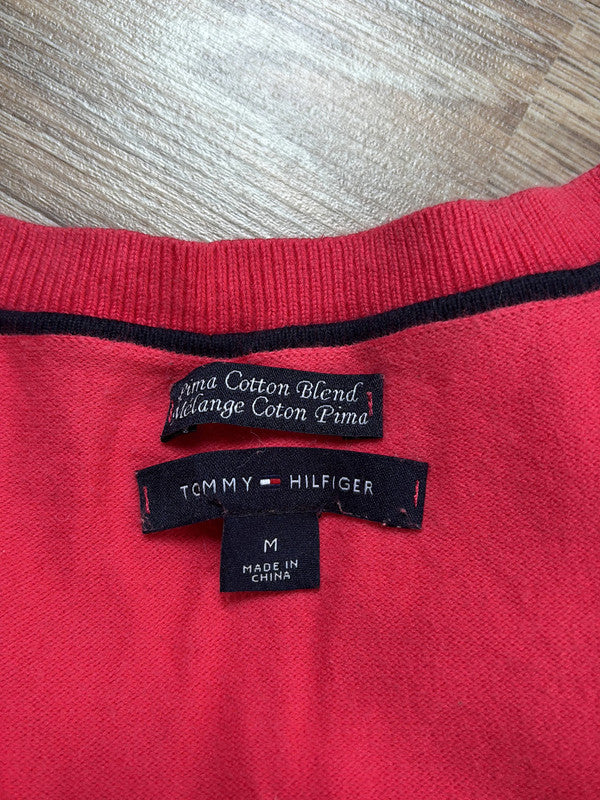 Pima Cotton Blend
Mélange Coton Pima
TOMMY HILFIGER
M
MADE IN
CHINA